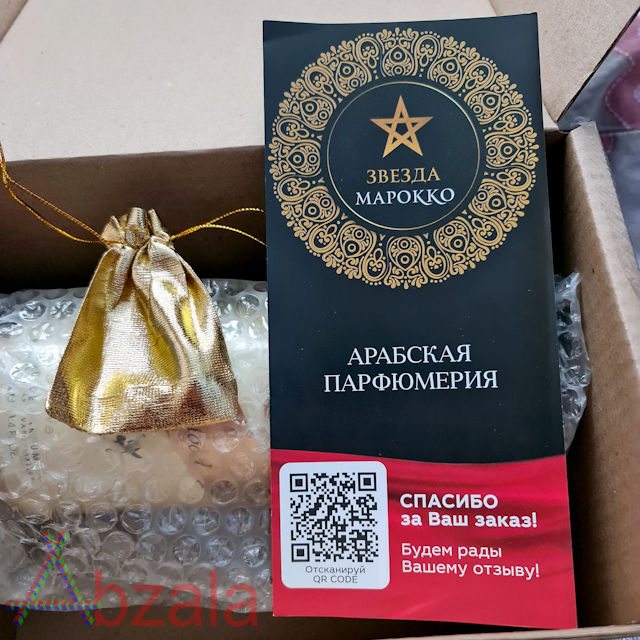 ЗВЕЗДА
МАРОККО
АРАБСКАЯ
ПАРФЮМЕРИЯ
СПАСИБО
за Ваш заказ!
Будем рады
Вашему отзыву!
Отсканируй
QR CODE
Abzala